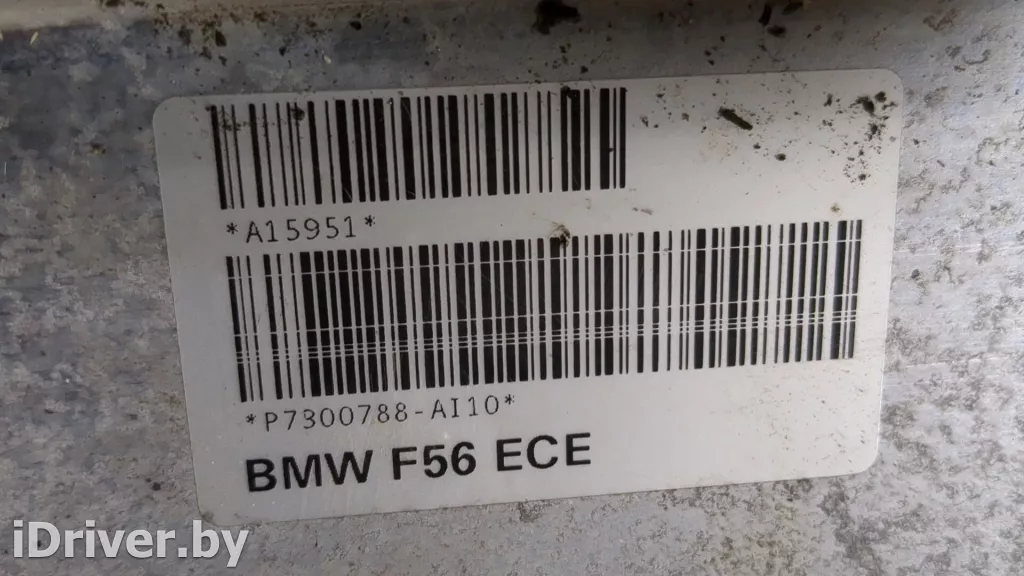 *A15951*
*P7300788-AI10*
BMW F56 ECE
iDriver.by